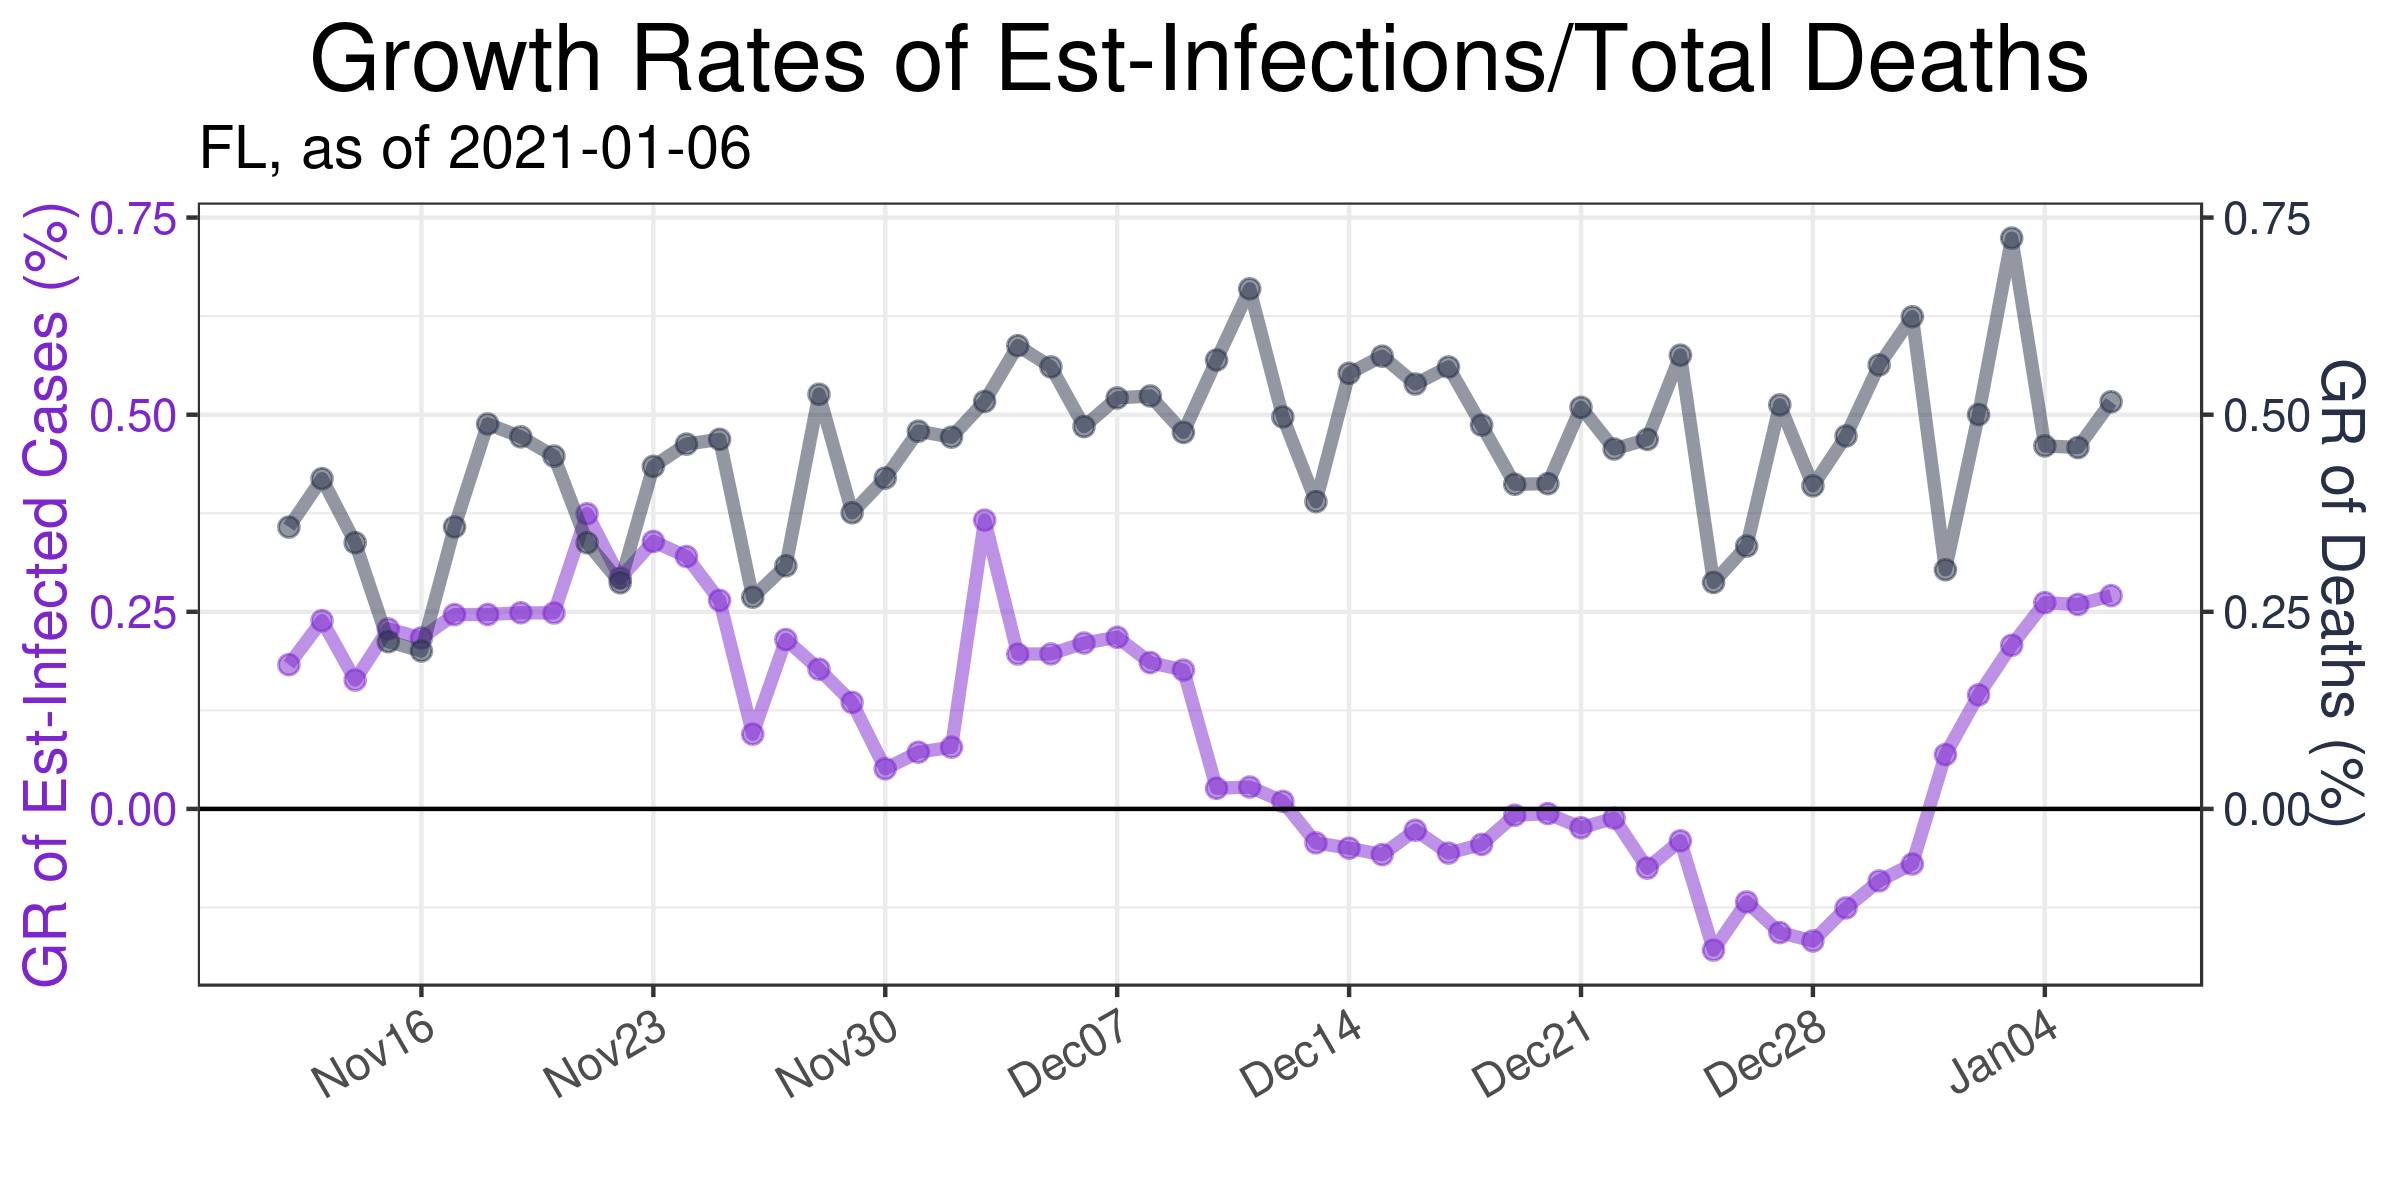 Growth Rates of Est-Infections/Total Deaths
FL, as of 2021-01-06
GR of Est-Infected Cases (%)
0.75
0.50
0.25
0.00
0.75
0.50
0.25
0.00
GR of Deaths (%)
Nov16
Nov23
Nov30
Dec07
Dec14
Dec21
Dec28
Jan04